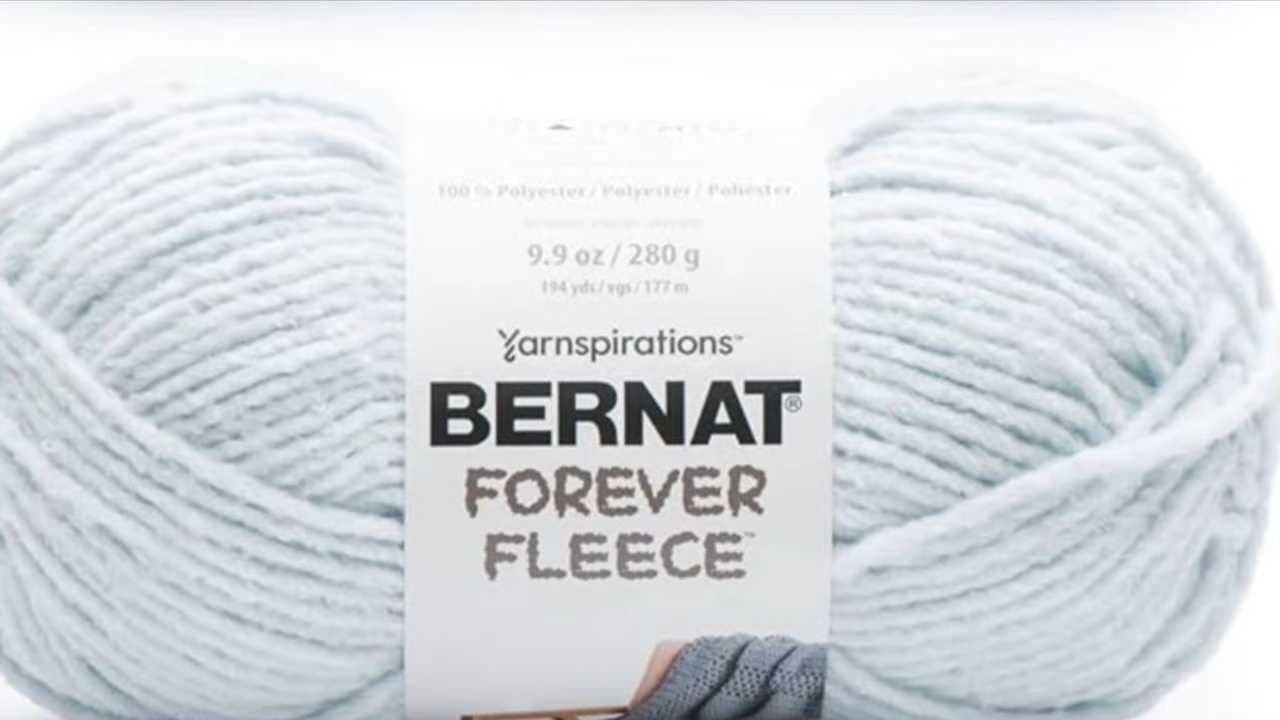 100 % Polyester / Polyester / Poliester
9.9 oz / 280 g
194 yds / vgs / 177 m
Yarnspirations™
BERNAT®
FOREVER
FLEECE™